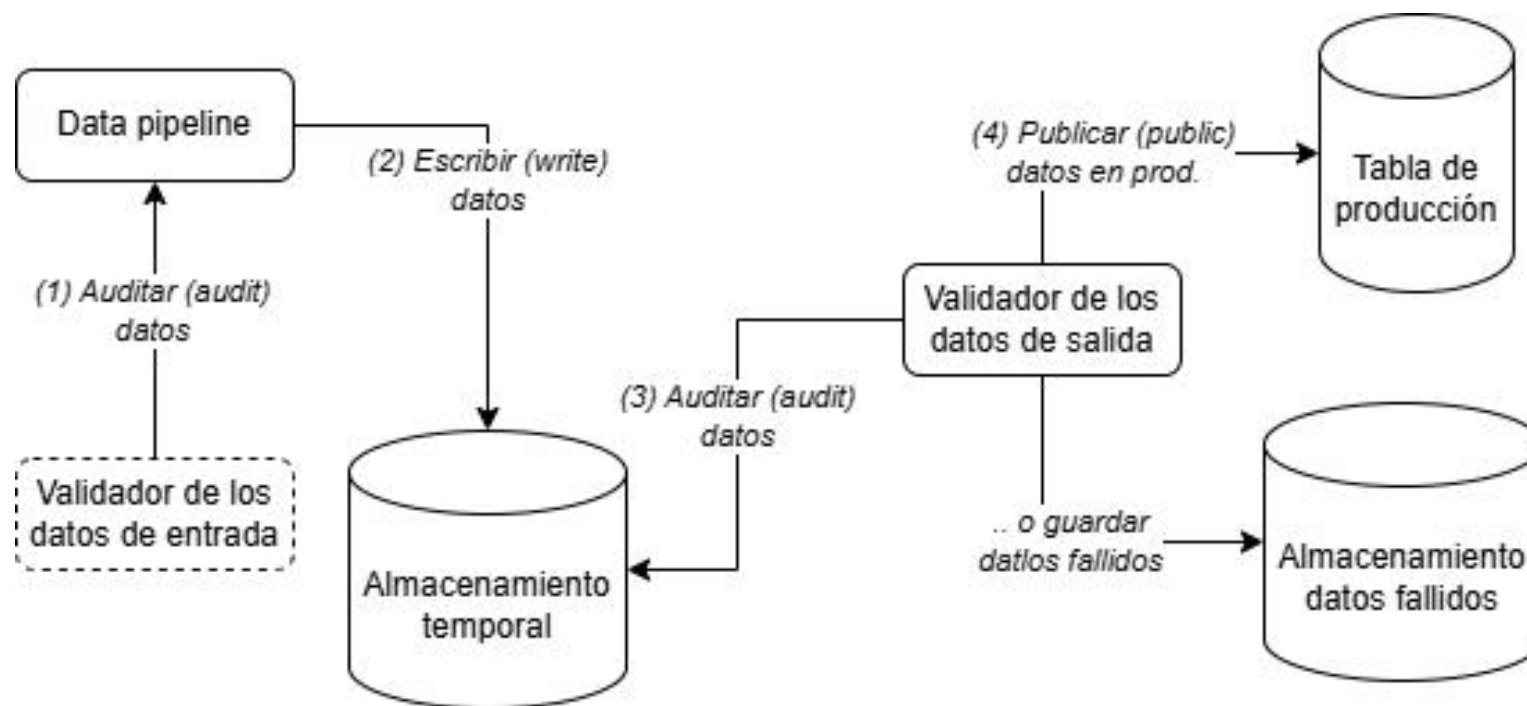 Data pipeline
(2) Escribir (write)
datos
(1) Auditar (audit)
datos
Validador de los
datos de entrada
Almacenamiento
temporal
(3) Auditar (audit)
datos
Validador de los
datos de salida
(4) Publicar (public)
datos en prod.
Tabla de
producción
.. o guardar
datlos fallidos
Almacenamiento
datos fallidos